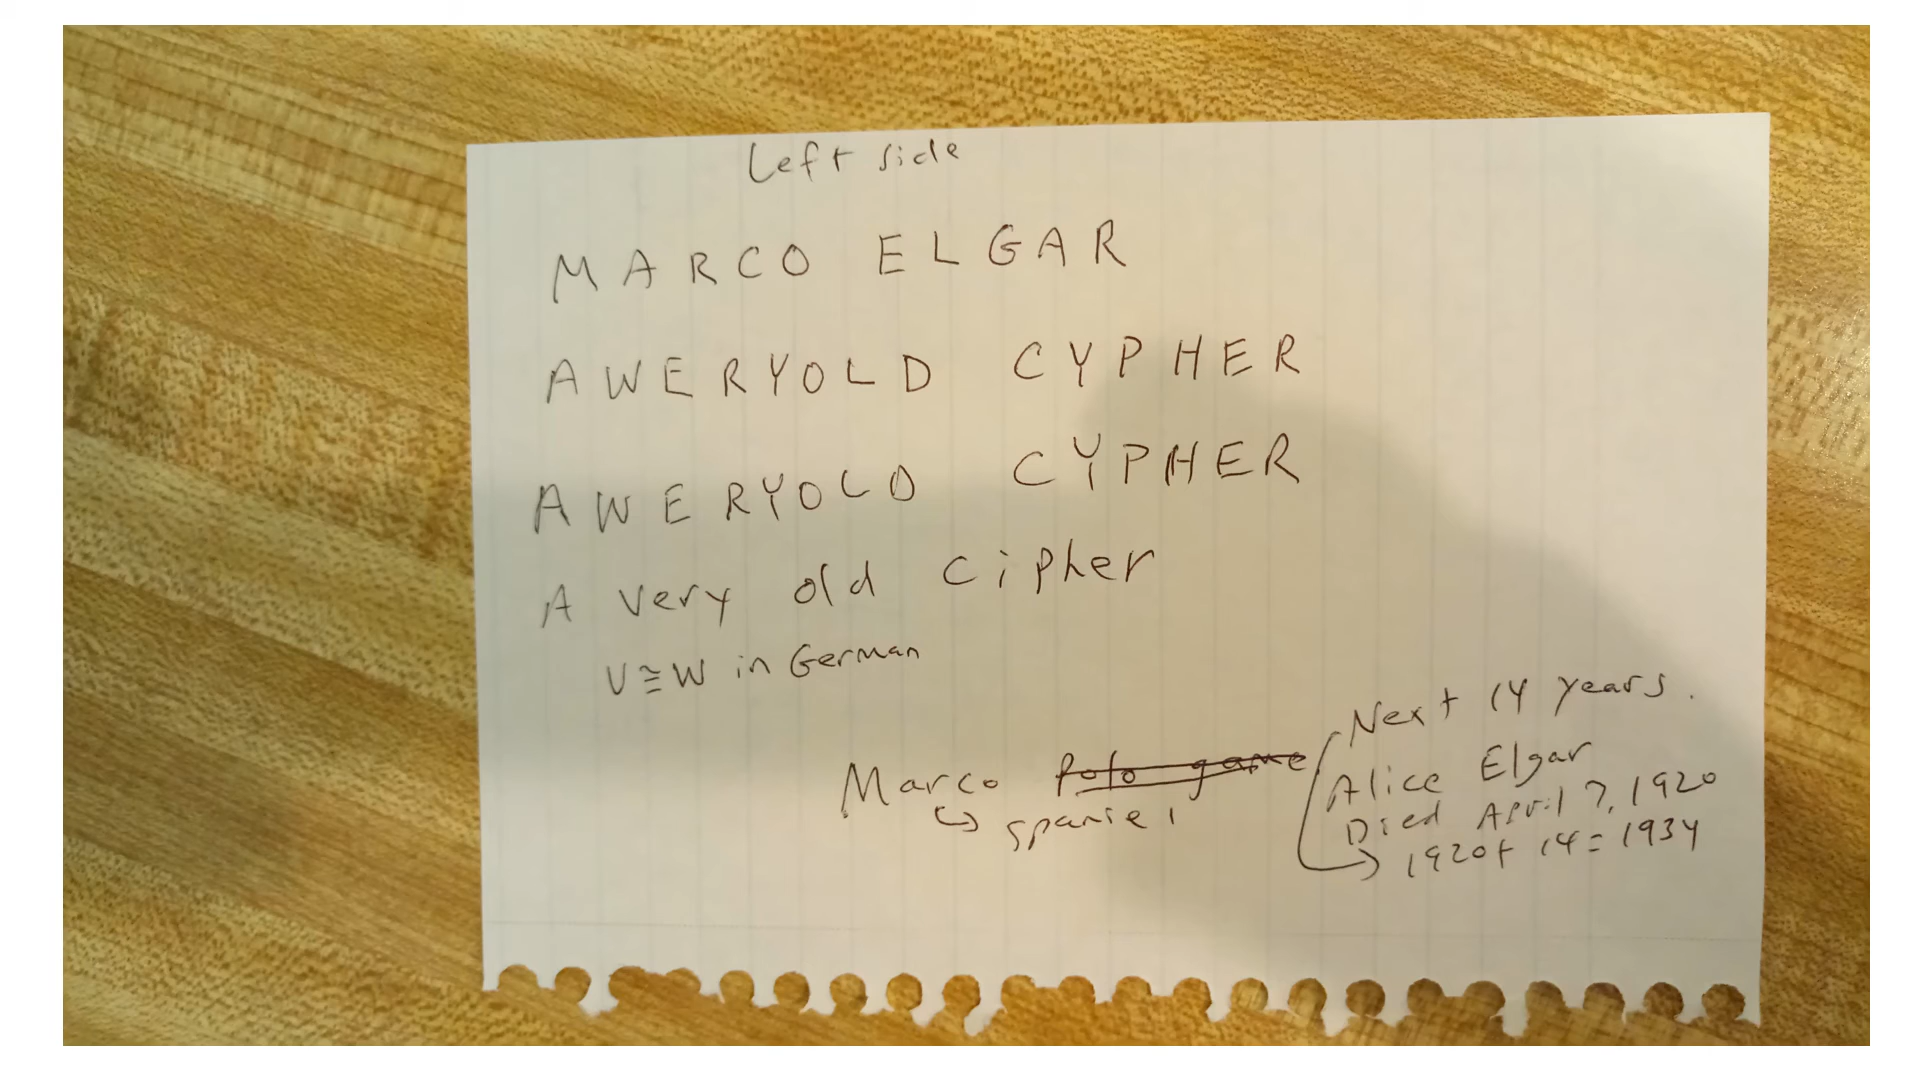 Left side
MARCO ELGAR
AWERYOLD CYPHER
AWERYOLD CYPHER
A very old cipher
V≅W in German
Next 14 years.
Marco Polo game
↪ spaniel
Alice Elgar
Died April 7, 1920
1920 + 14 = 1934